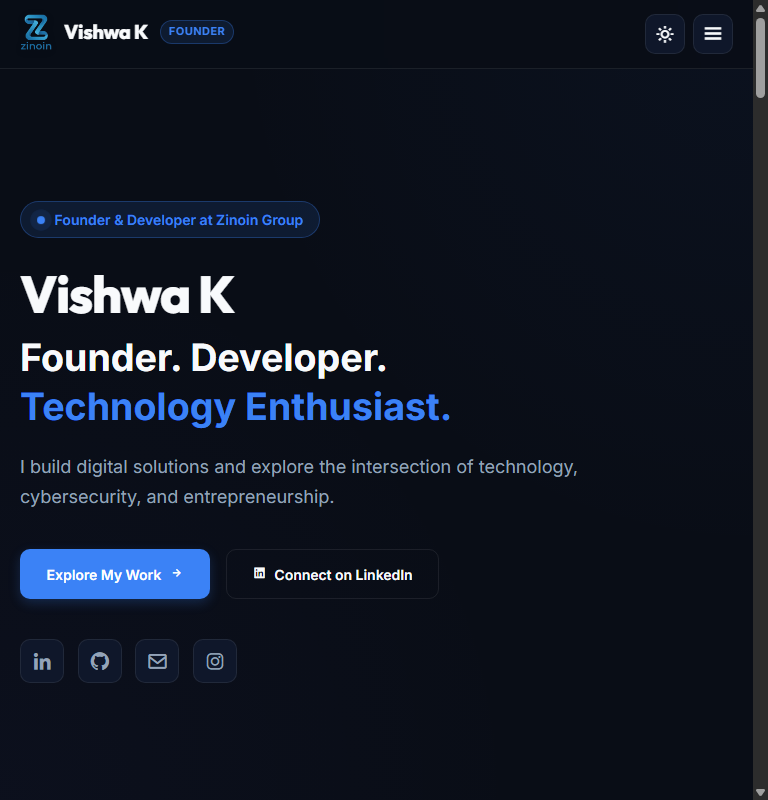 zinoin
Vishwa K
FOUNDER
Founder & Developer at Zinoin Group
Vishwa K
Founder. Developer.
Technology Enthusiast.
I build digital solutions and explore the intersection of technology,
cybersecurity, and entrepreneurship.
Explore My Work
Connect on LinkedIn